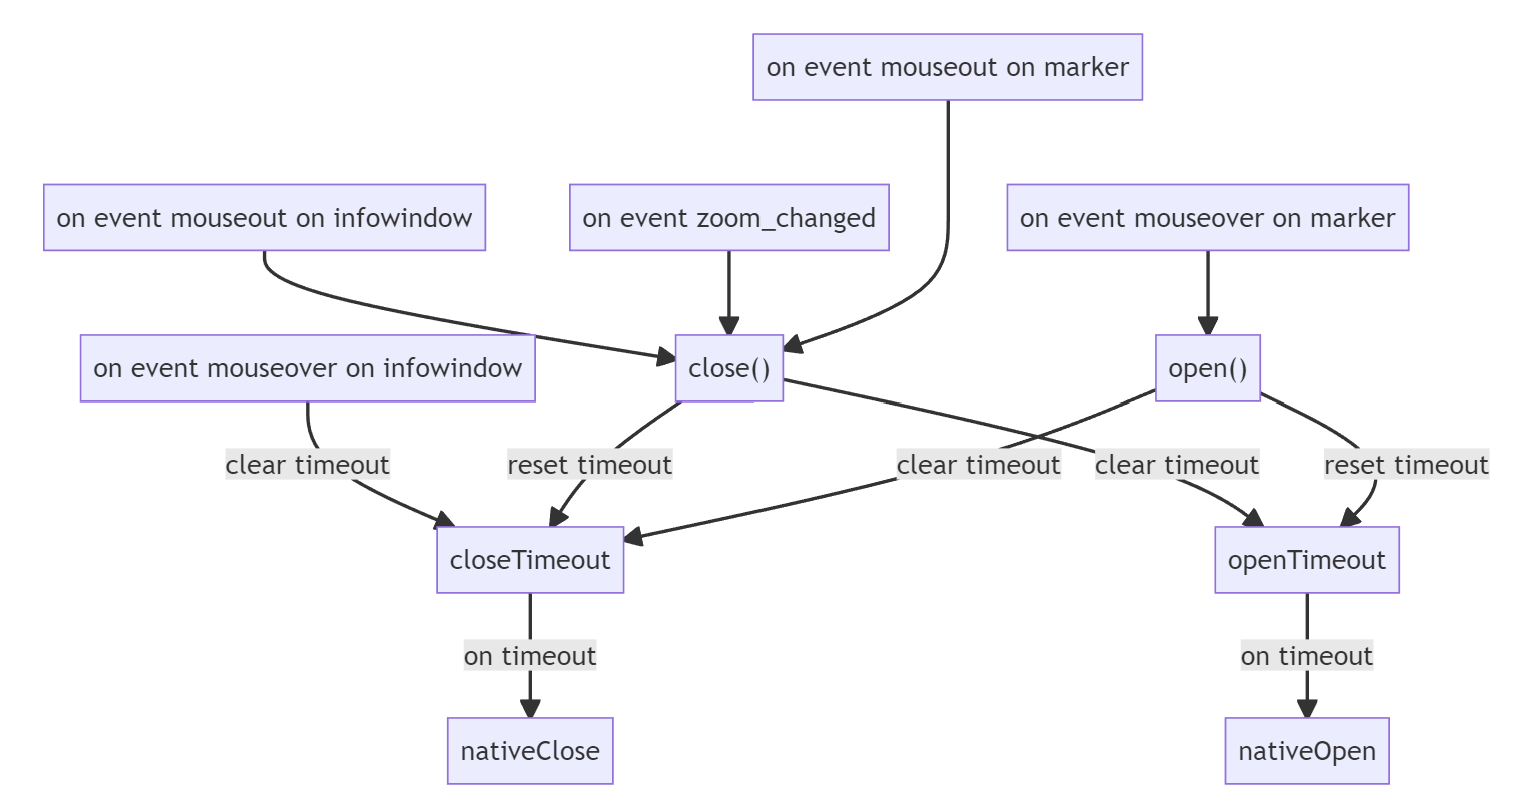 on event mouseout on marker
on event mouseout on infowindow
on event zoom_changed
on event mouseover on marker
on event mouseover on infowindow
close()
open()
clear timeout
reset timeout
clear timeout
clear timeout
reset timeout
closeTimeout
openTimeout
on timeout
on timeout
nativeClose
nativeOpen